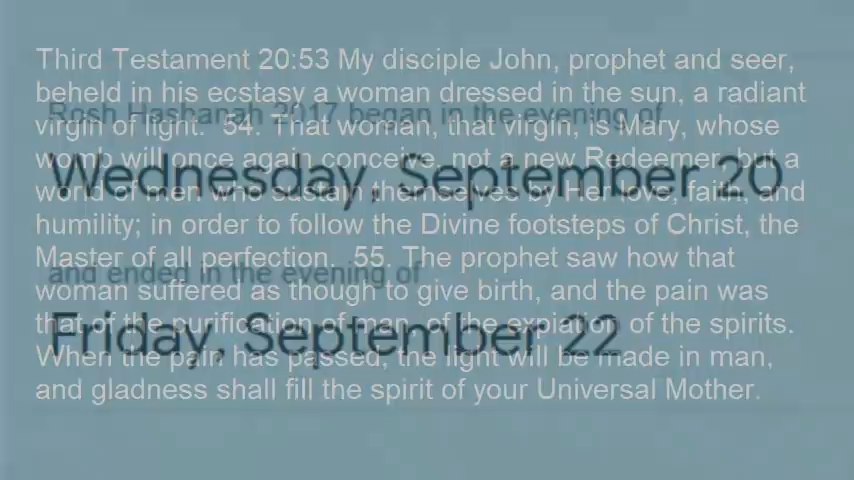 Third Testament 20:53 My disciple John, prophet and seer,
beheld in his ecstasy a woman dressed in the sun, a radiant
Rosh Hashanah 2017 began in the evening of
virgin of light.  54. That woman, that virgin, is Mary, whose
womb will once again conceive, not a new Redeemer, but a
Wednesday, September 20
world of men who sustain themselves by Her love, faith, and
humility; in order to follow the Divine footsteps of Christ, the
Master of all perfection.  55. The prophet saw how that
and ended in the evening of
woman suffered as though to give birth, and the pain was
that of the purification of man, of the expiation of the spirits.
Friday, September 22
When the pain has passed, the light will be made in man,
and gladness shall fill the spirit of your Universal Mother.